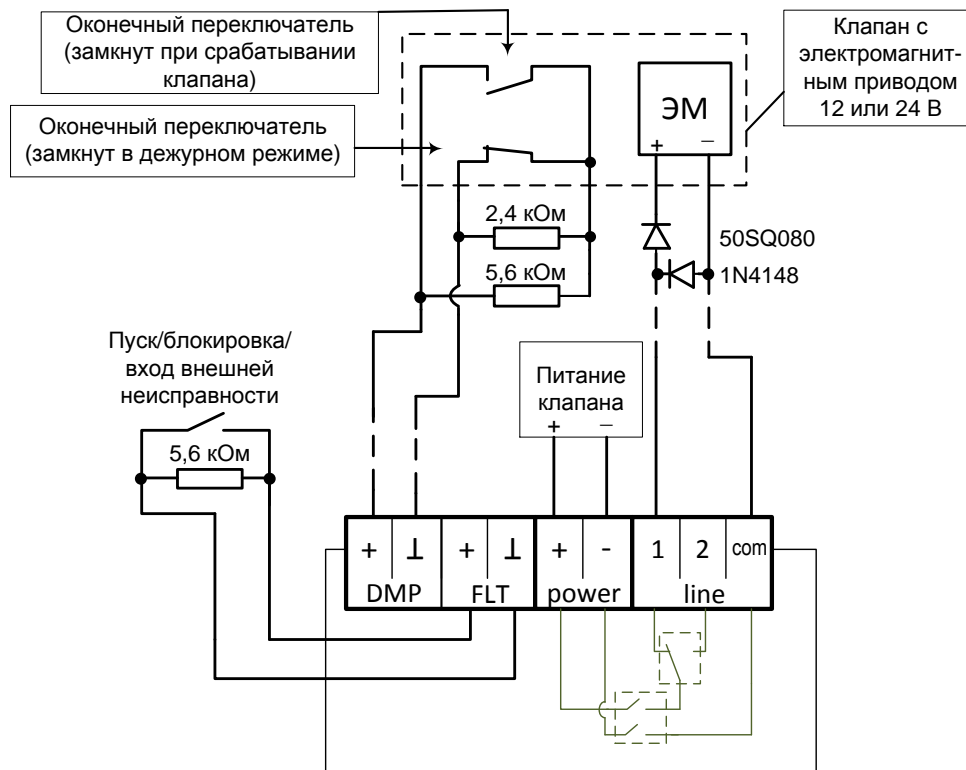 Оконечный переключатель
(замкнут при срабатывании
клапана)
Клапан с
электромагнит-
ным приводом
12 или 24 В
ЭМ
+ −
Оконечный переключатель
(замкнут в дежурном режиме)
2,4 кОм
50SQ080
5,6 кОм
1N4148
Пуск/блокировка/
вход внешней
неисправности
5,6 кОм
Питание
клапана
+ −
+ ⊥ + ⊥ + - 1 2 com
DMP FLT power line